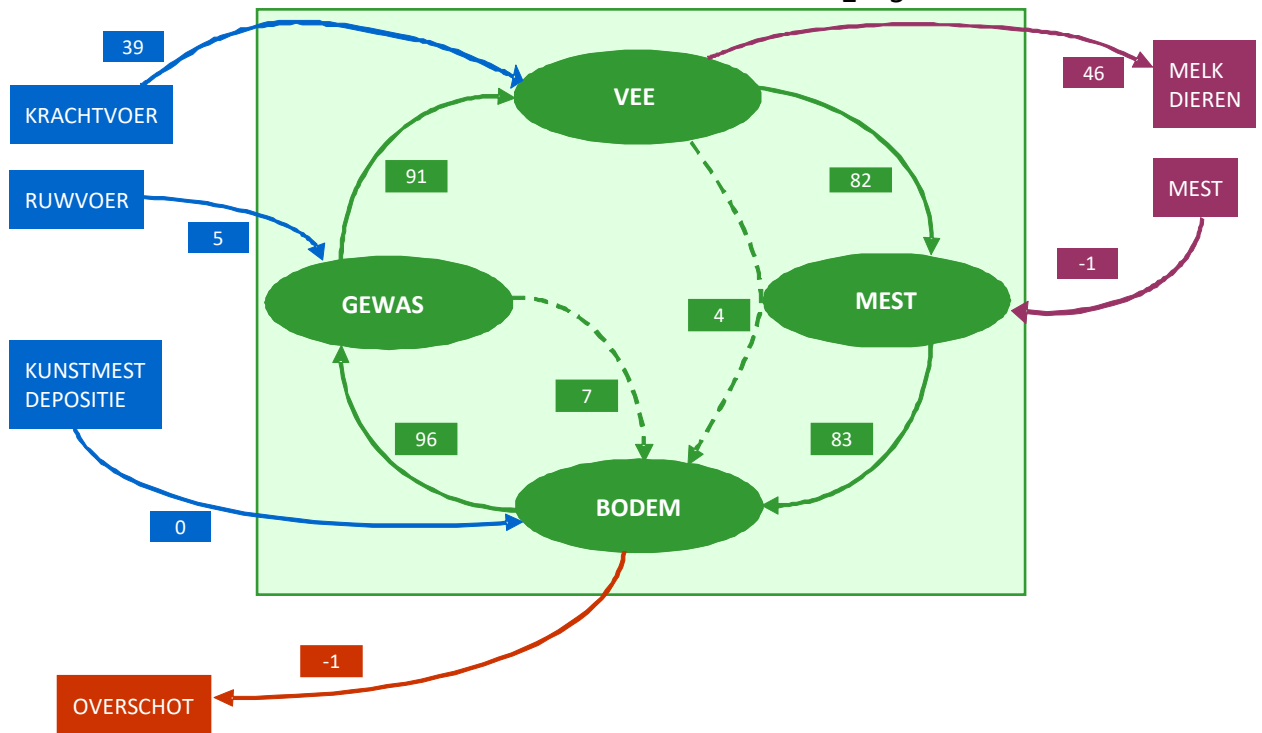 39
KRACHTVOER
VEE
46
MELK
DIEREN
91
82
RUWVOER
5
MEST
-1
GEWAS
MEST
4
KUNSTMEST
DEPOSITIE
7
96
83
BODEM
0
-1
OVERSCHOT